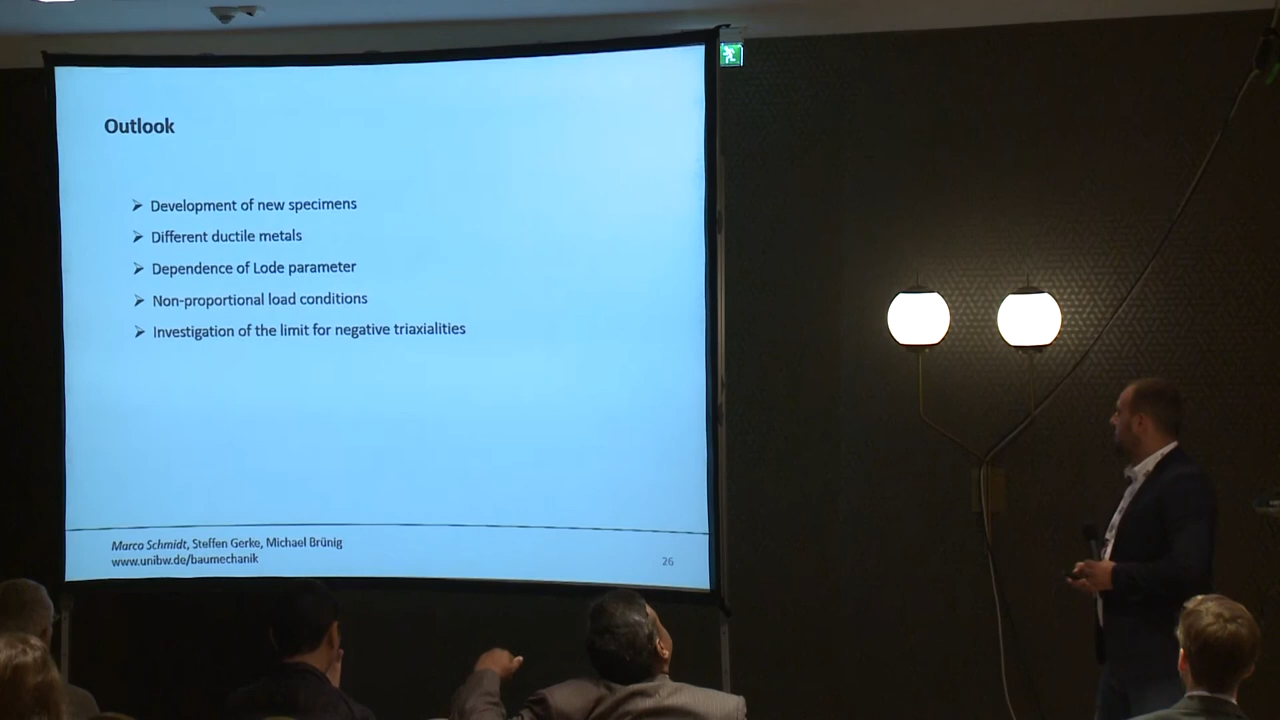 Outlook
➢ Development of new specimens
➢ Different ductile metals
➢ Dependence of Lode parameter
➢ Non-proportional load conditions
➢ Investigation of the limit for negative triaxialities
Marco Schmidt, Steffen Gerke, Michael Brünig
www.unibw.de/baumechanik
26